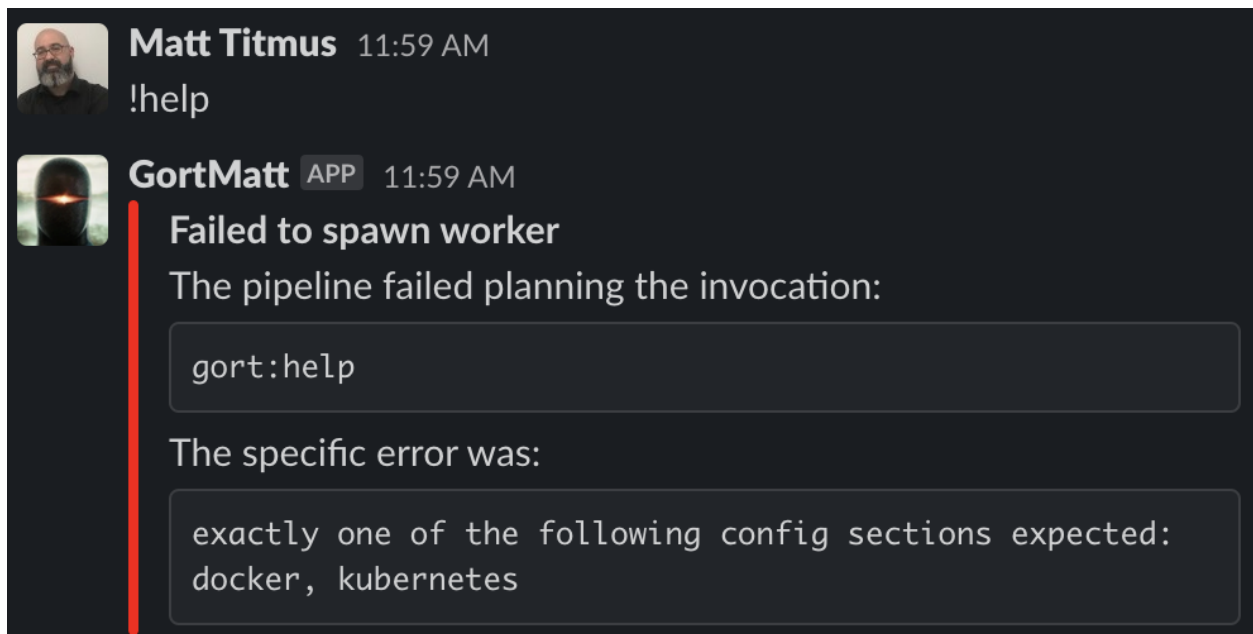 Matt Titmus 11:59 AM
!help
GortMatt APP 11:59 AM
Failed to spawn worker
The pipeline failed planning the invocation:
gort:help
The specific error was:
exactly one of the following config sections expected:
docker, kubernetes